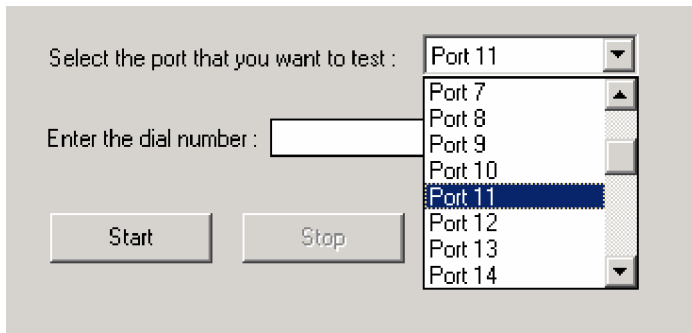 Select the port that you want to test : Port 11
Port 7
Port 8
Enter the dial number :
Port 9
Port 10
Port 11
Start Stop Port 12
Port 13
Port 14